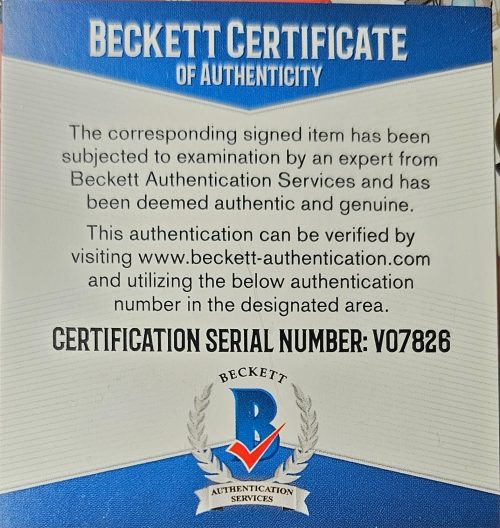 BECKETT CERTIFICATE
OF AUTHENTICITY
The corresponding signed item has been
subjected to examination by an expert from
Beckett Authentication Services and has
been deemed authentic and genuine.
This authentication can be verified by
visiting www.beckett-authentication.com
and utilizing the below authentication
number in the designated area.
CERTIFICATION SERIAL NUMBER: V07826
BECKETT
B
AUTHENTICATION
SERVICES